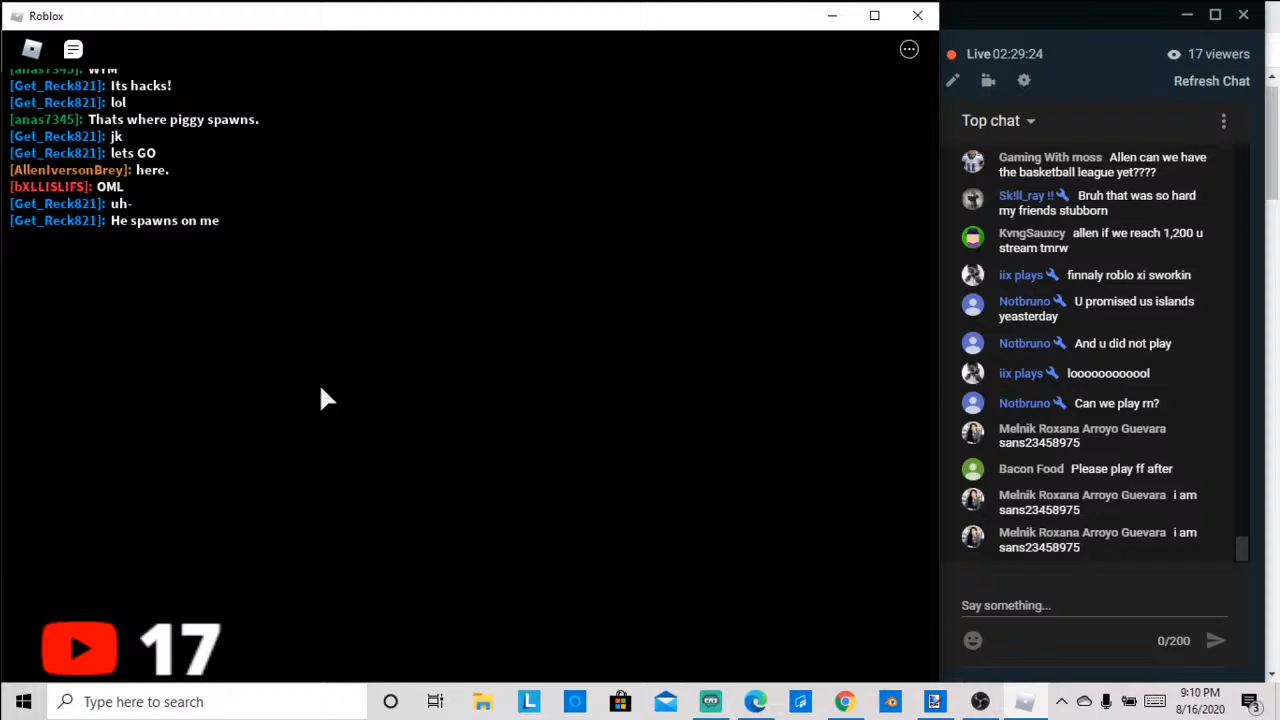 Roblox
[anas7345]: WYM
[Get_Reck821]: Its hacks!
[Get_Reck821]: lol
[anas7345]: Thats where piggy spawns.
[Get_Reck821]: jk
[Get_Reck821]: lets GO
[AllenIversonBrey]: here.
[bXLLISLIFS]: OML
[Get_Reck821]: uh-
[Get_Reck821]: He spawns on me
17
Live 02:29:24
17 viewers
Refresh Chat
Top chat
Gaming With moss Allen can we have
the basketball league yet????
Sk!ll_ray !! Bruh that was so hard
my friends stubborn
KvngSauxcy allen if we reach 1,200 u
stream tmrw
iix plays finnaly roblo xi sworkin
Notbruno U promised us islands
yeasterday
Notbruno And u did not play
iix plays looooooooool
Notbruno Can we play rn?
Melnik Roxana Arroyo Guevara
sans23458975
Bacon Food Please play ff after
Melnik Roxana Arroyo Guevara i am
sans23458975
Melnik Roxana Arroyo Guevara i am
sans23458975
Say something...
0/200
Type here to search
L
9:10 PM
8/16/2020
3